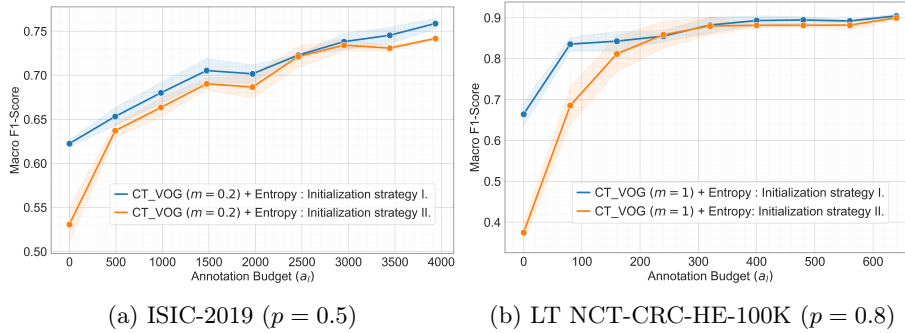 0.75
0.70
0.65
0.60
0.55
0.50
Macro F1-Score
CT_VOG (m = 0.2) + Entropy : Initialization strategy I.
CT_VOG (m = 0.2) + Entropy : Initialization strategy II.
0 500 1000 1500 2000 2500 3000 3500 4000
Annotation Budget (a_l)
(a) ISIC-2019 (p = 0.5)
0.9
0.8
0.7
0.6
0.5
0.4
Macro F1-Score
CT_VOG (m = 1) + Entropy : Initialization strategy I.
CT_VOG (m = 1) + Entropy: Initialization strategy II.
0 100 200 300 400 500 600
Annotation Budget (a_l)
(b) LT NCT-CRC-HE-100K (p = 0.8)